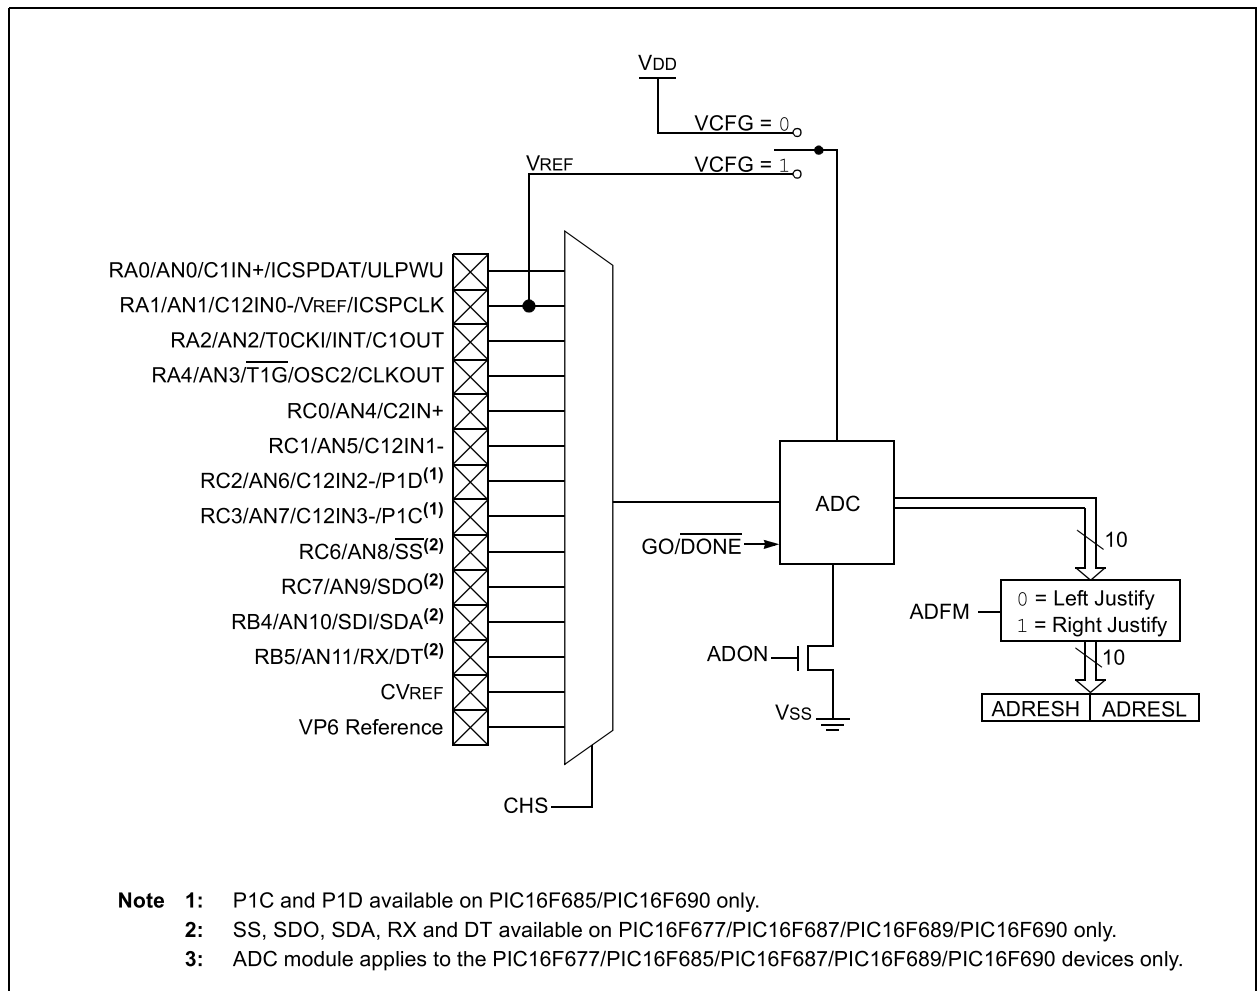 VDD
VCFG = 0
VREF
VCFG = 1
RA0/AN0/C1IN+/ICSPDAT/ULPWU
RA1/AN1/C12IN0-/VREF/ICSPCLK
RA2/AN2/T0CKI/INT/C1OUT
RA4/AN3/T1G/OSC2/CLKOUT
RC0/AN4/C2IN+
RC1/AN5/C12IN1-
RC2/AN6/C12IN2-/P1D(1)
RC3/AN7/C12IN3-/P1C(1)
RC6/AN8/SS(2)
RC7/AN9/SDO(2)
RB4/AN10/SDI/SDA(2)
RB5/AN11/RX/DT(2)
CVREF
VP6 Reference
CHS
ADC
GO/DONE
10
ADFM
0 = Left Justify
1 = Right Justify
ADON
10
VSS
ADRESH ADRESL
Note 1: P1C and P1D available on PIC16F685/PIC16F690 only.
2: SS, SDO, SDA, RX and DT available on PIC16F677/PIC16F687/PIC16F689/PIC16F690 only.
3: ADC module applies to the PIC16F677/PIC16F685/PIC16F687/PIC16F689/PIC16F690 devices only.